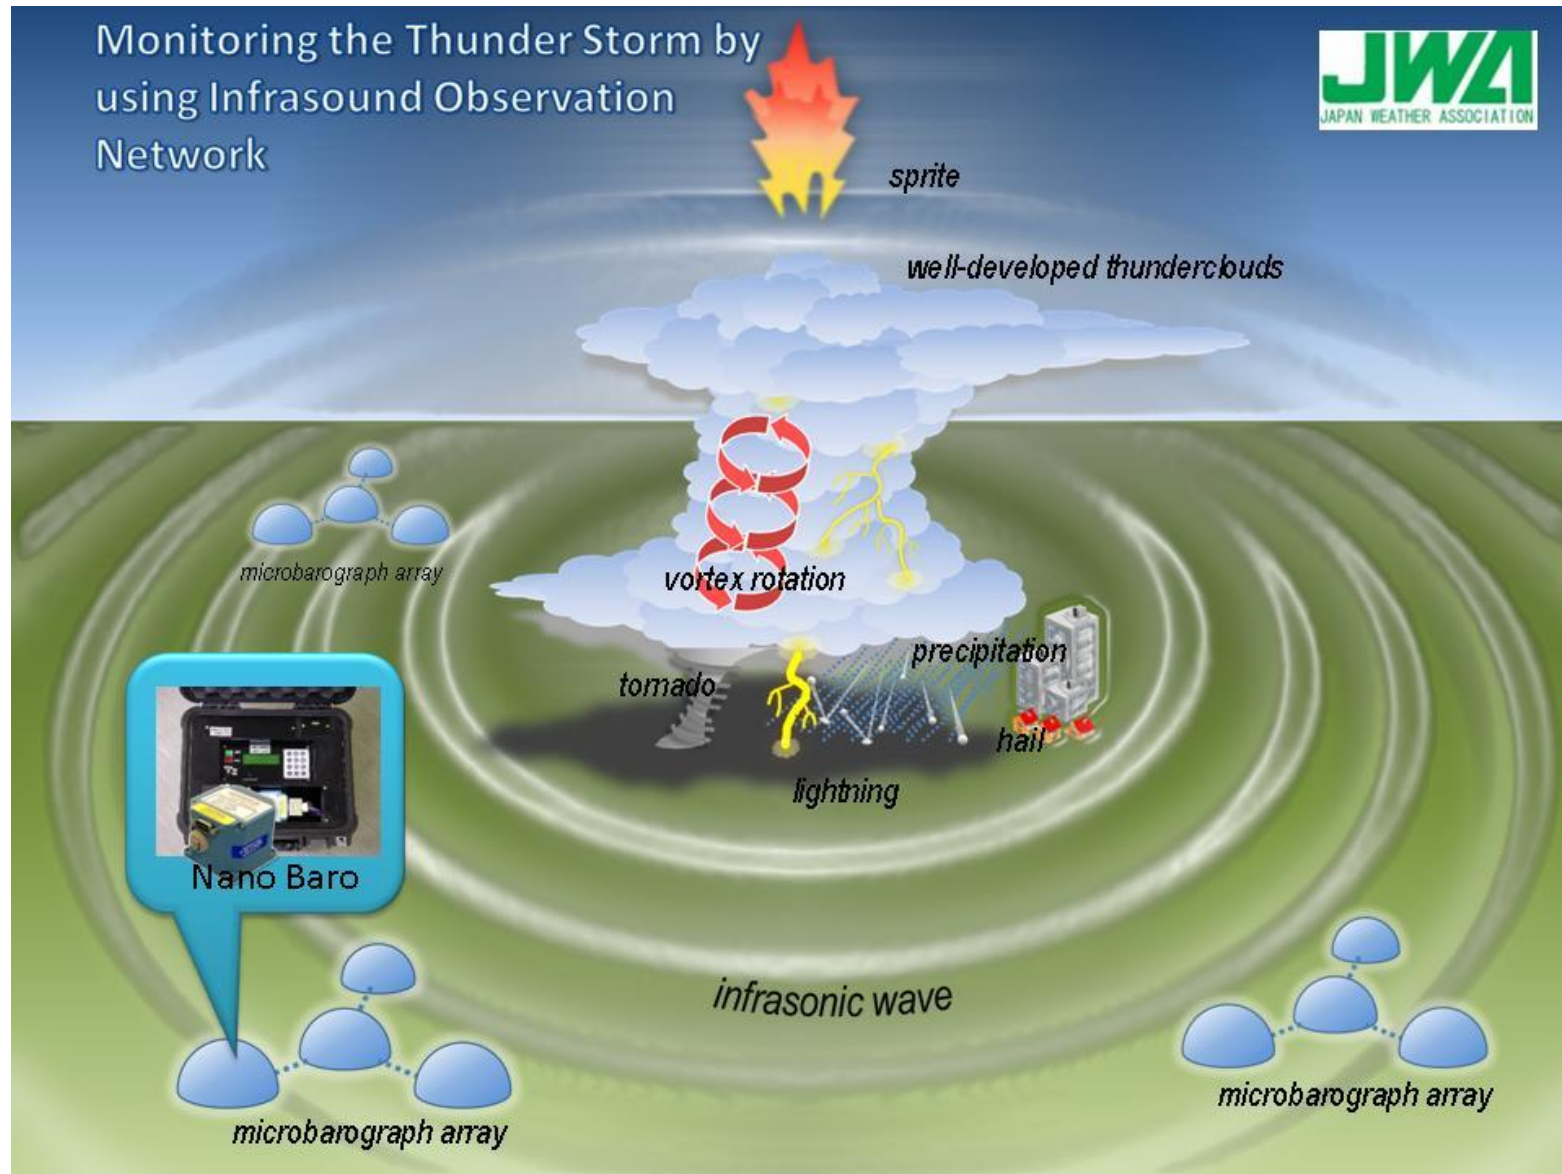 Monitoring the Thunder Storm by
using Infrasound Observation
Network
JWA
JAPAN WEATHER ASSOCIATION
sprite
well-developed thunderclouds
microbarograph array
vortex rotation
precipitation
tornado
hail
lightning
Nano Baro
infrasonic wave
microbarograph array
microbarograph array